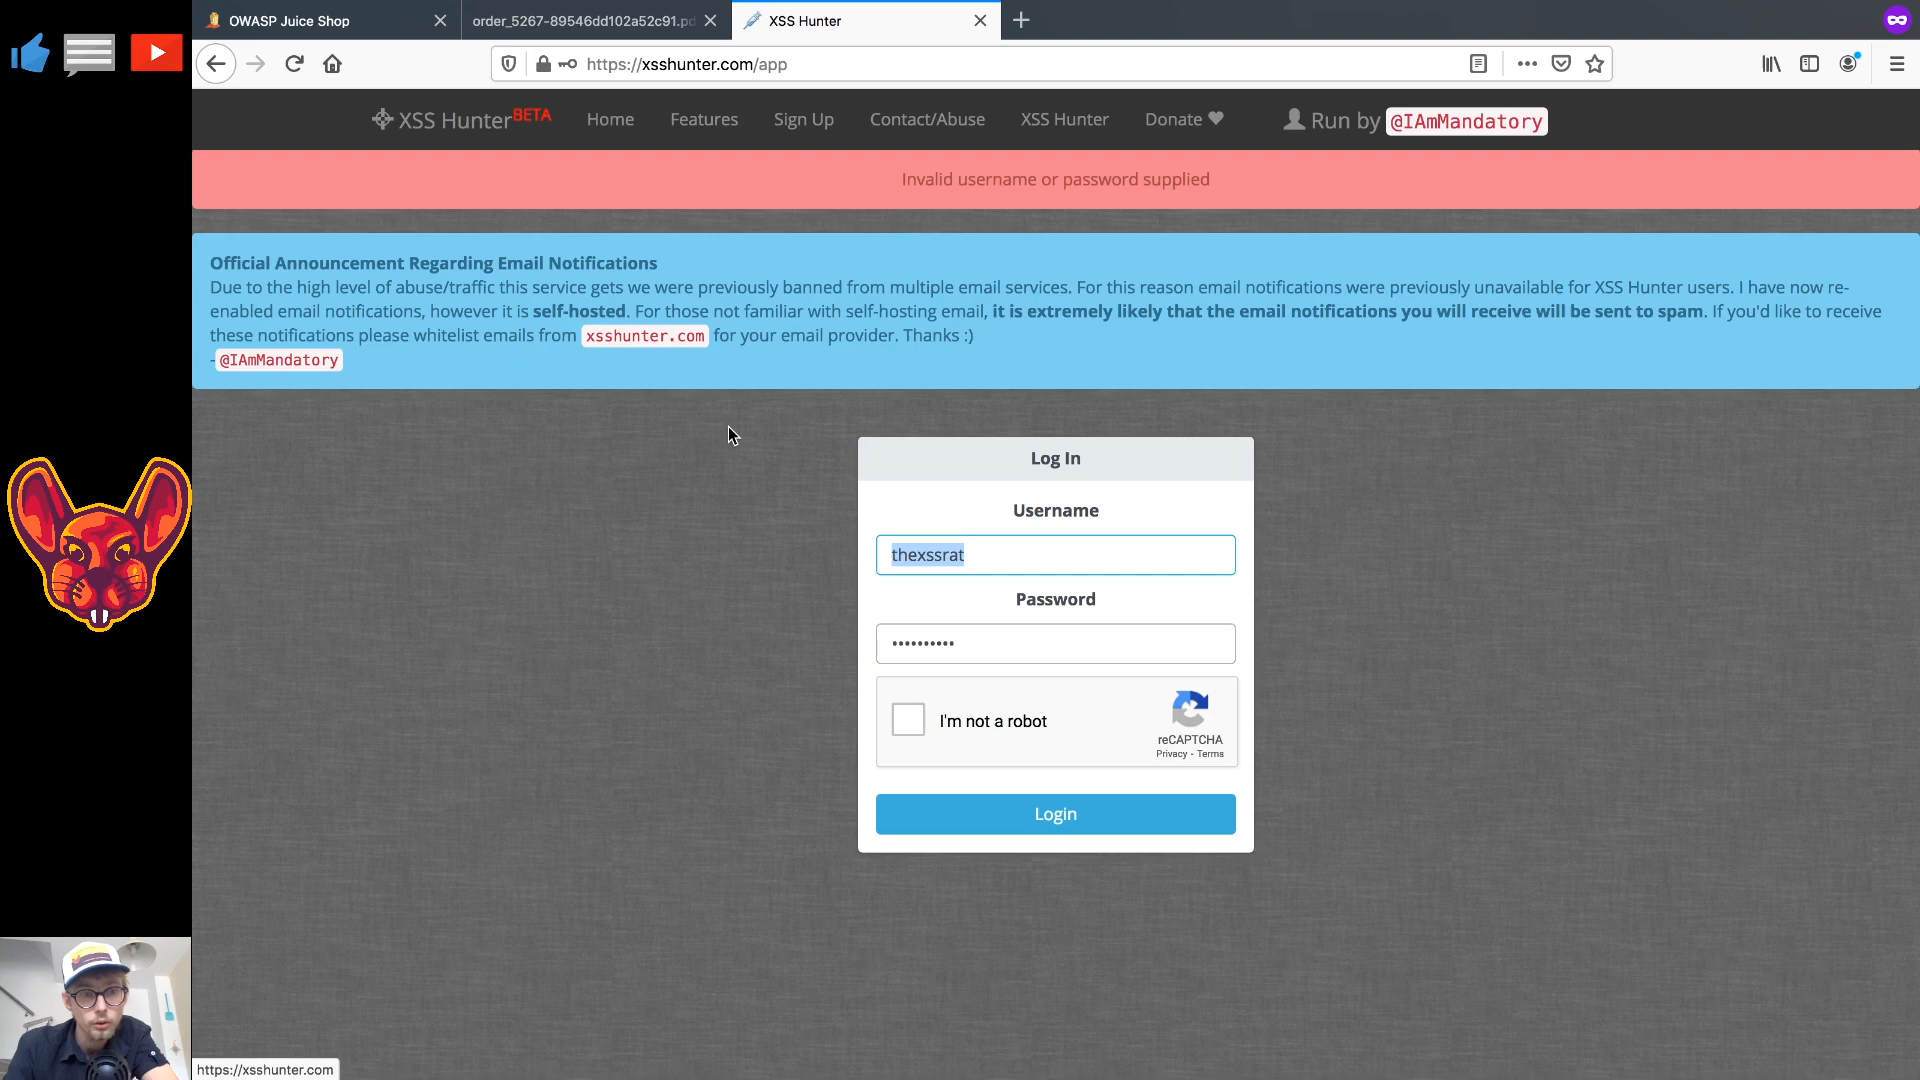 OWASP Juice Shop
order_5267-89546dd102a52c91.pd
XSS Hunter
https://xsshunter.com/app
XSS HunterBETA
Home
Features
Sign Up
Contact/Abuse
XSS Hunter
Donate
Run by @IAmMandatory
Invalid username or password supplied
Official Announcement Regarding Email Notifications
Due to the high level of abuse/traffic this service gets we were previously banned from multiple email services. For this reason email notifications were previously unavailable for XSS Hunter users. I have now re-
enabled email notifications, however it is self-hosted. For those not familiar with self-hosting email, it is extremely likely that the email notifications you will receive will be sent to spam. If you'd like to receive
these notifications please whitelist emails from xsshunter.com for your email provider. Thanks :)
-@IAmMandatory
Log In
Username
thexssrat
Password
I'm not a robot
reCAPTCHA
Privacy - Terms
Login
https://xsshunter.com